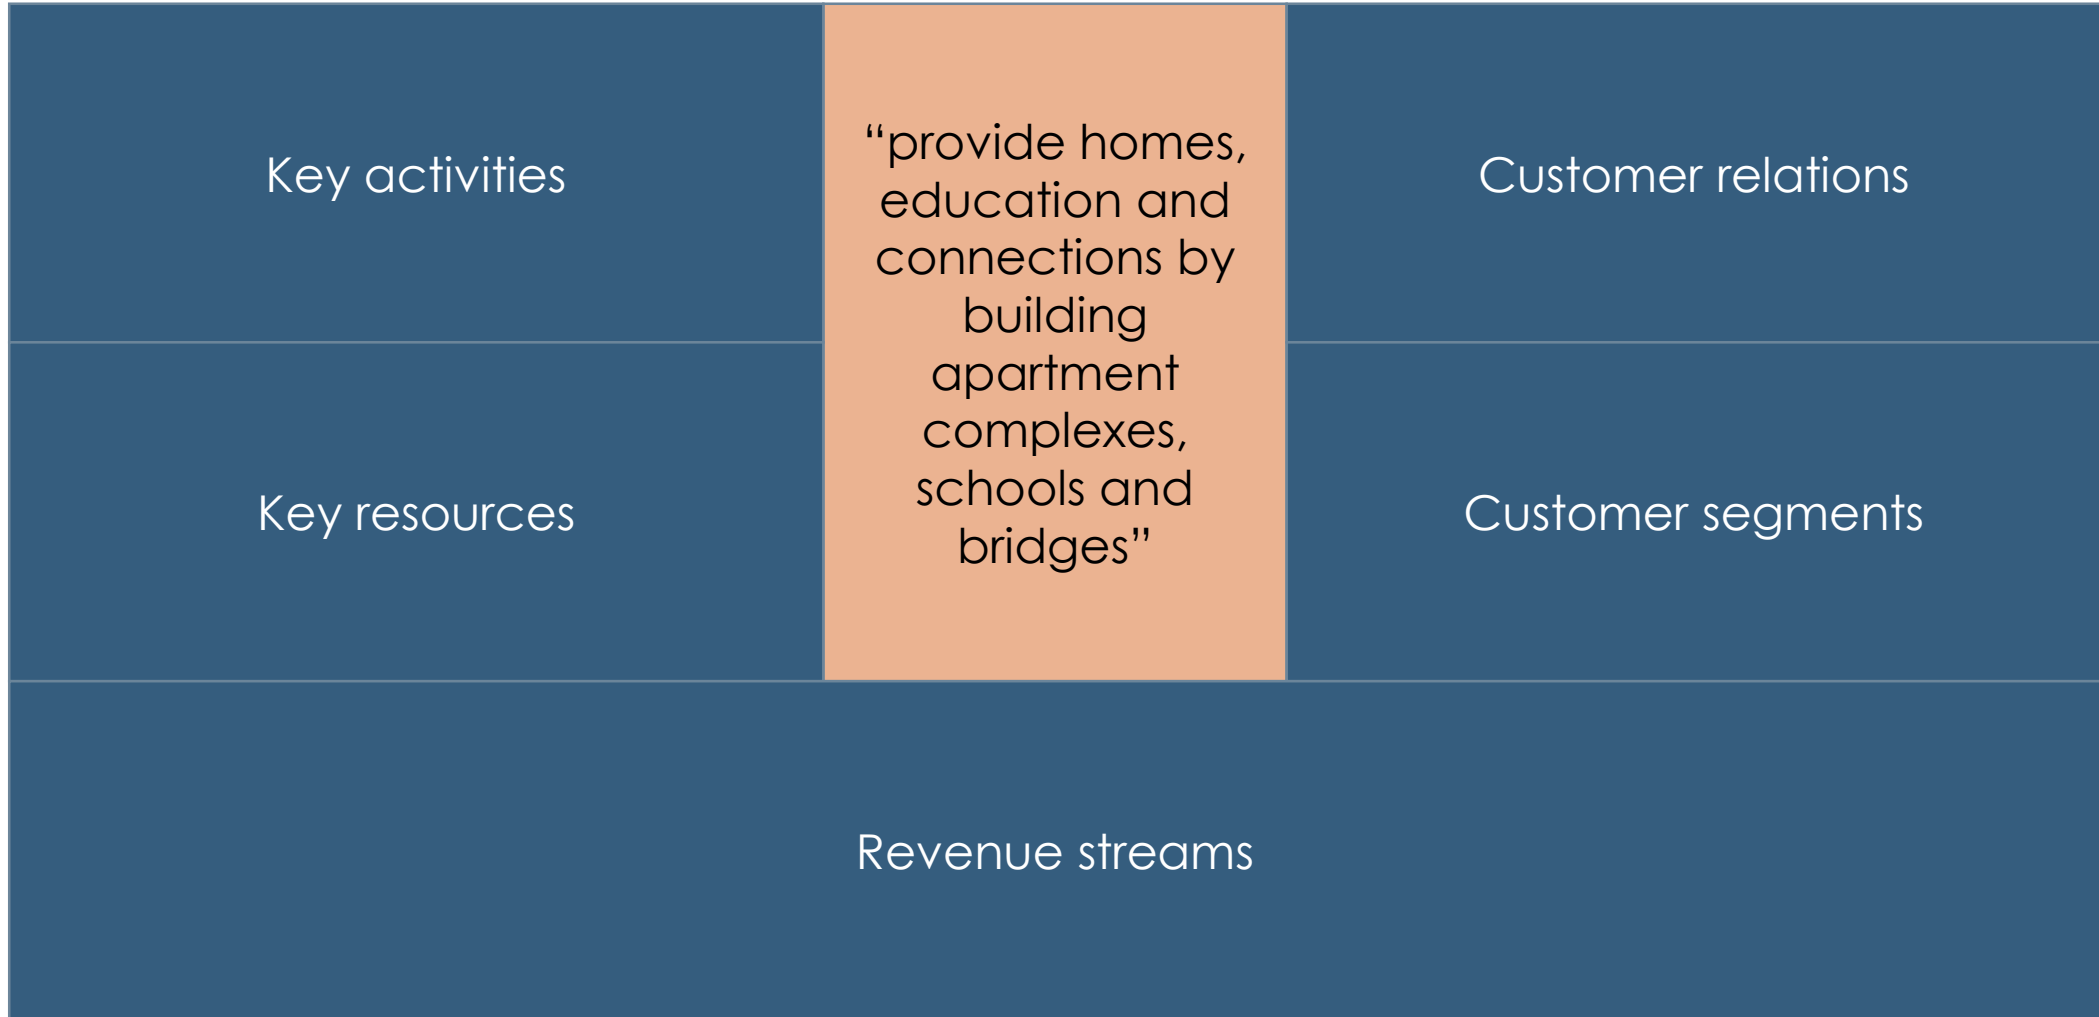 Key activities
“provide homes,
education and
connections by
building
apartment
complexes,
schools and
bridges”
Customer relations
Key resources
Customer segments
Revenue streams